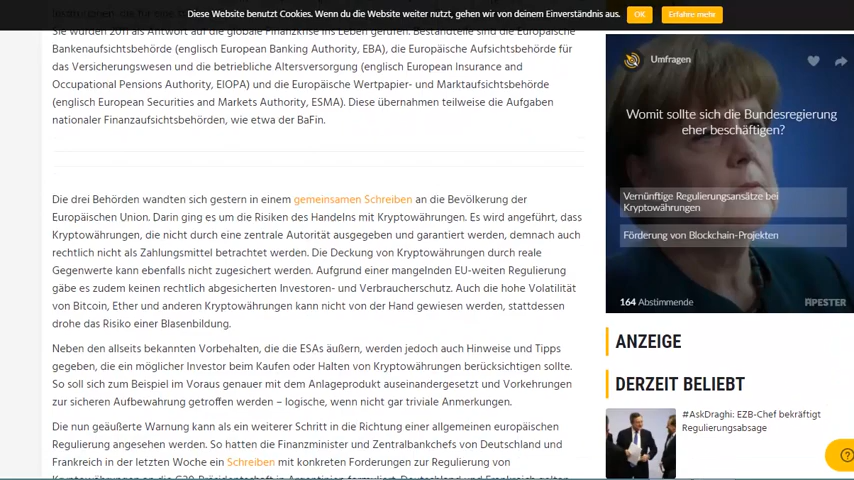 Diese Website benutzt Cookies. Wenn du die Website weiter nutzt, gehen wir von deinem Einverständnis aus.
OK
Erfahre mehr
Sie wurden 2011 als Antwort auf die globale Finanzkrise ins Leben gerufen. Bestandteile sind die Europäische
Bankenaufsichtsbehörde (englisch European Banking Authority, EBA), die Europäische Aufsichtsbehörde für
das Versicherungswesen und die betriebliche Altersversorgung (englisch European Insurance and
Occupational Pensions Authority, EIOPA) und die Europäische Wertpapier- und Marktaufsichtsbehörde
(englisch European Securities and Markets Authority, ESMA). Diese übernahmen teilweise die Aufgaben
nationaler Finanzaufsichtsbehörden, wie etwa der BaFin.
Die drei Behörden wandten sich gestern in einem gemeinsamen Schreiben an die Bevölkerung der
Europäischen Union. Darin ging es um die Risiken des Handelns mit Kryptowährungen. Es wird angeführt, dass
Kryptowährungen, die nicht durch eine zentrale Autorität ausgegeben und garantiert werden, demnach auch
rechtlich nicht als Zahlungsmittel betrachtet werden. Die Deckung von Kryptowährungen durch reale
Gegenwerte kann ebenfalls nicht zugesichert werden. Aufgrund einer mangelnden EU-weiten Regulierung
gäbe es zudem keinen rechtlich abgesicherten Investoren- und Verbraucherschutz. Auch die hohe Volatilität
von Bitcoin, Ether und anderen Kryptowährungen kann nicht von der Hand gewiesen werden, stattdessen
drohe das Risiko einer Blasenbildung.
Neben den allseits bekannten Vorbehalten, die die ESAs äußern, werden jedoch auch Hinweise und Tipps
gegeben, die ein möglicher Investor beim Kaufen oder Halten von Kryptowährungen berücksichtigen sollte.
So soll sich zum Beispiel im Voraus genauer mit dem Anlageprodukt auseinandergesetzt und Vorkehrungen
zur sicheren Aufbewahrung getroffen werden – logische, wenn nicht gar triviale Anmerkungen.
Die nun geäußerte Warnung kann als ein weiterer Schritt in die Richtung einer allgemeinen europäischen
Regulierung angesehen werden. So hatten die Finanzminister und Zentralbankchefs von Deutschland und
Frankreich in der letzten Woche ein Schreiben mit konkreten Forderungen zur Regulierung von
Kryptowährungen an die G20-Präsidentschaft in Argentinien formuliert. Deutschland und Frankreich gelten
Umfragen
Womit sollte sich die Bundesregierung
eher beschäftigen?
Vernünftige Regulierungsansätze bei
Kryptowährungen
Förderung von Blockchain-Projekten
164 Abstimmende
APESTER
ANZEIGE
DERZEIT BELIEBT
#AskDraghi: EZB-Chef bekräftigt
Regulierungsabsage